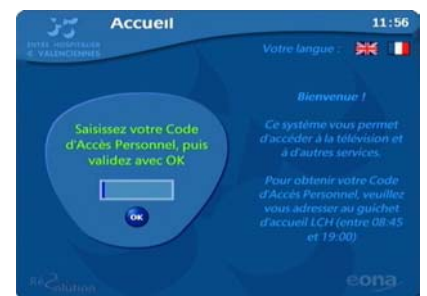 Accueil
11:56
CENTRE HOSPITALIER
DE VALENCIENNES
Votre langue :
Saisissez votre Code
d'Accès Personnel, puis
validez avec OK
OK
Bienvenue !
Ce système vous permet
d'accéder à la télévision et
à d'autres services.
Pour obtenir votre Code
d'Accès Personnel, veuillez
vous adresser au guichet
d'accueil LCH (entre 08:45
et 19:00)
eona